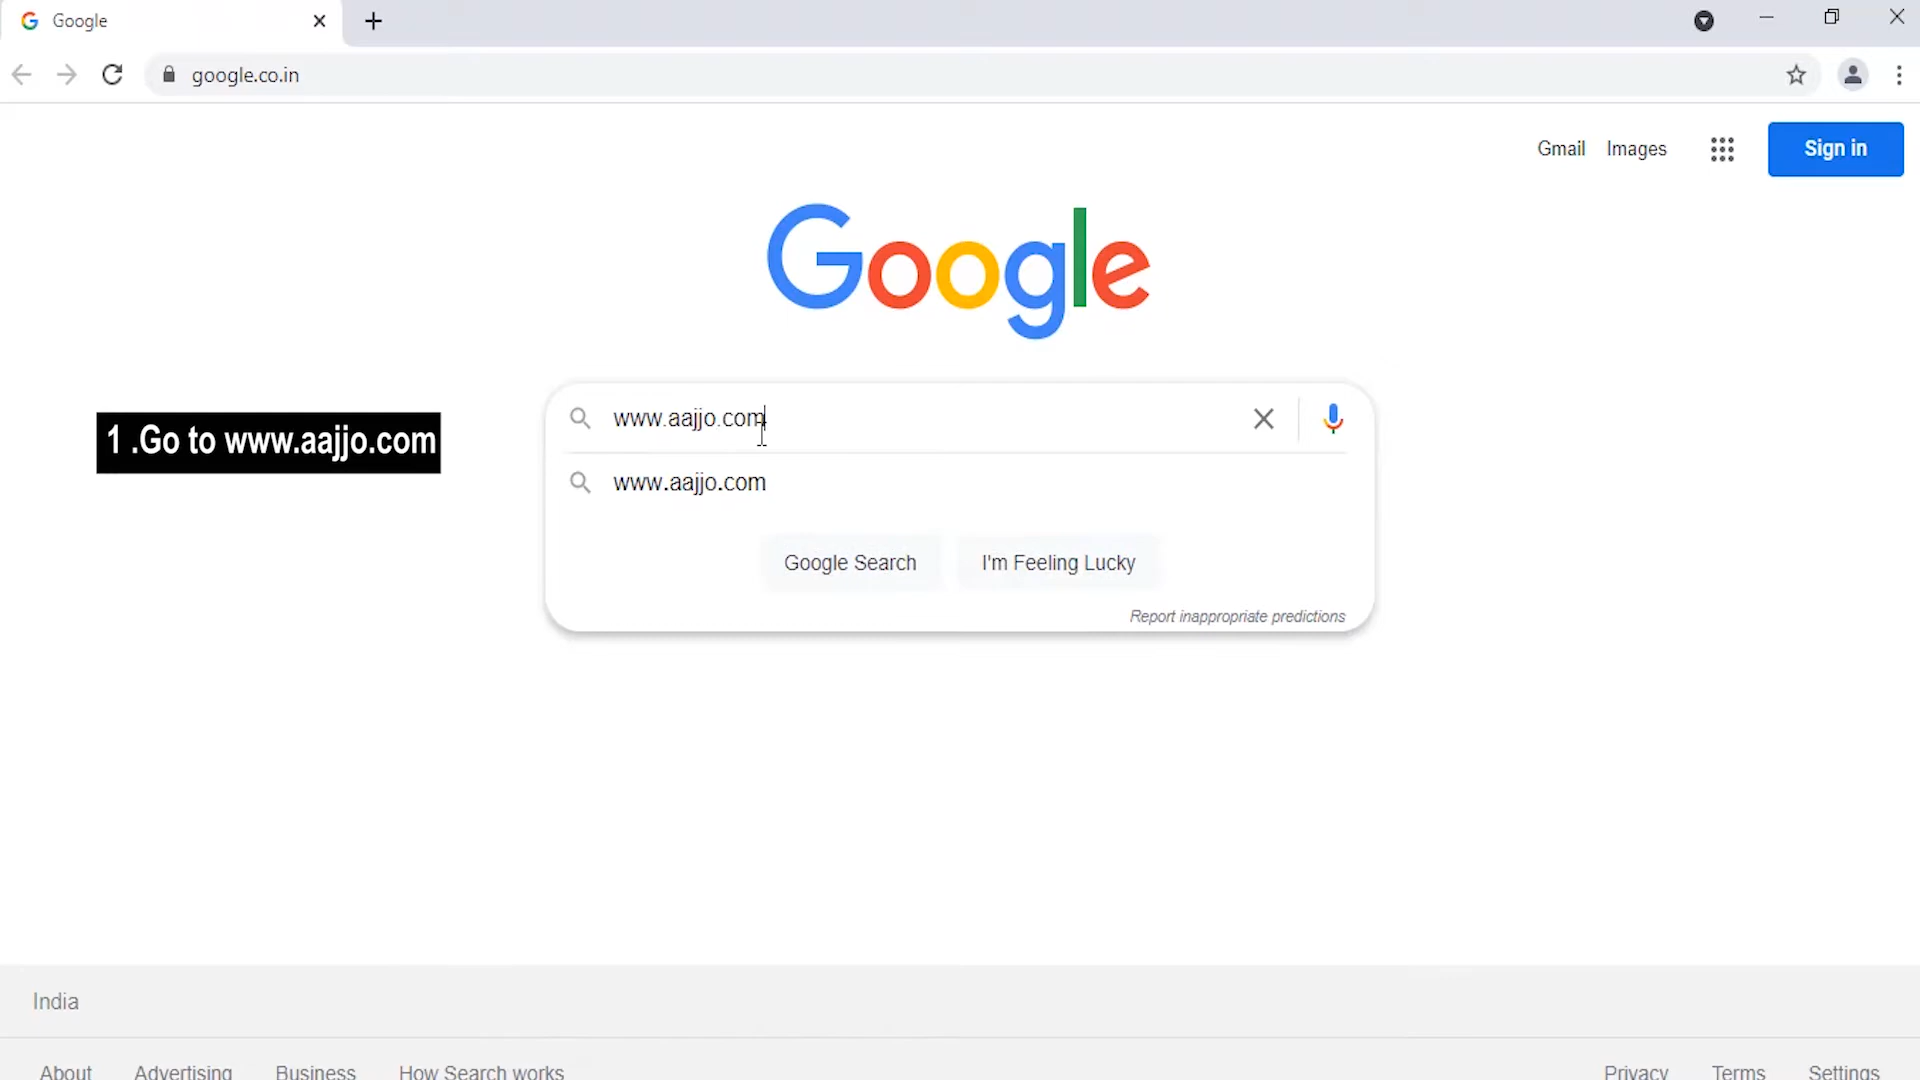 Google
google.co.in
Gmail Images Sign in
Google
www.aajjo.com
1 .Go to www.aajjo.com
www.aajjo.com
Google Search I'm Feeling Lucky
Report inappropriate predictions
India
About Advertising Business How Search works Privacy Terms Settings